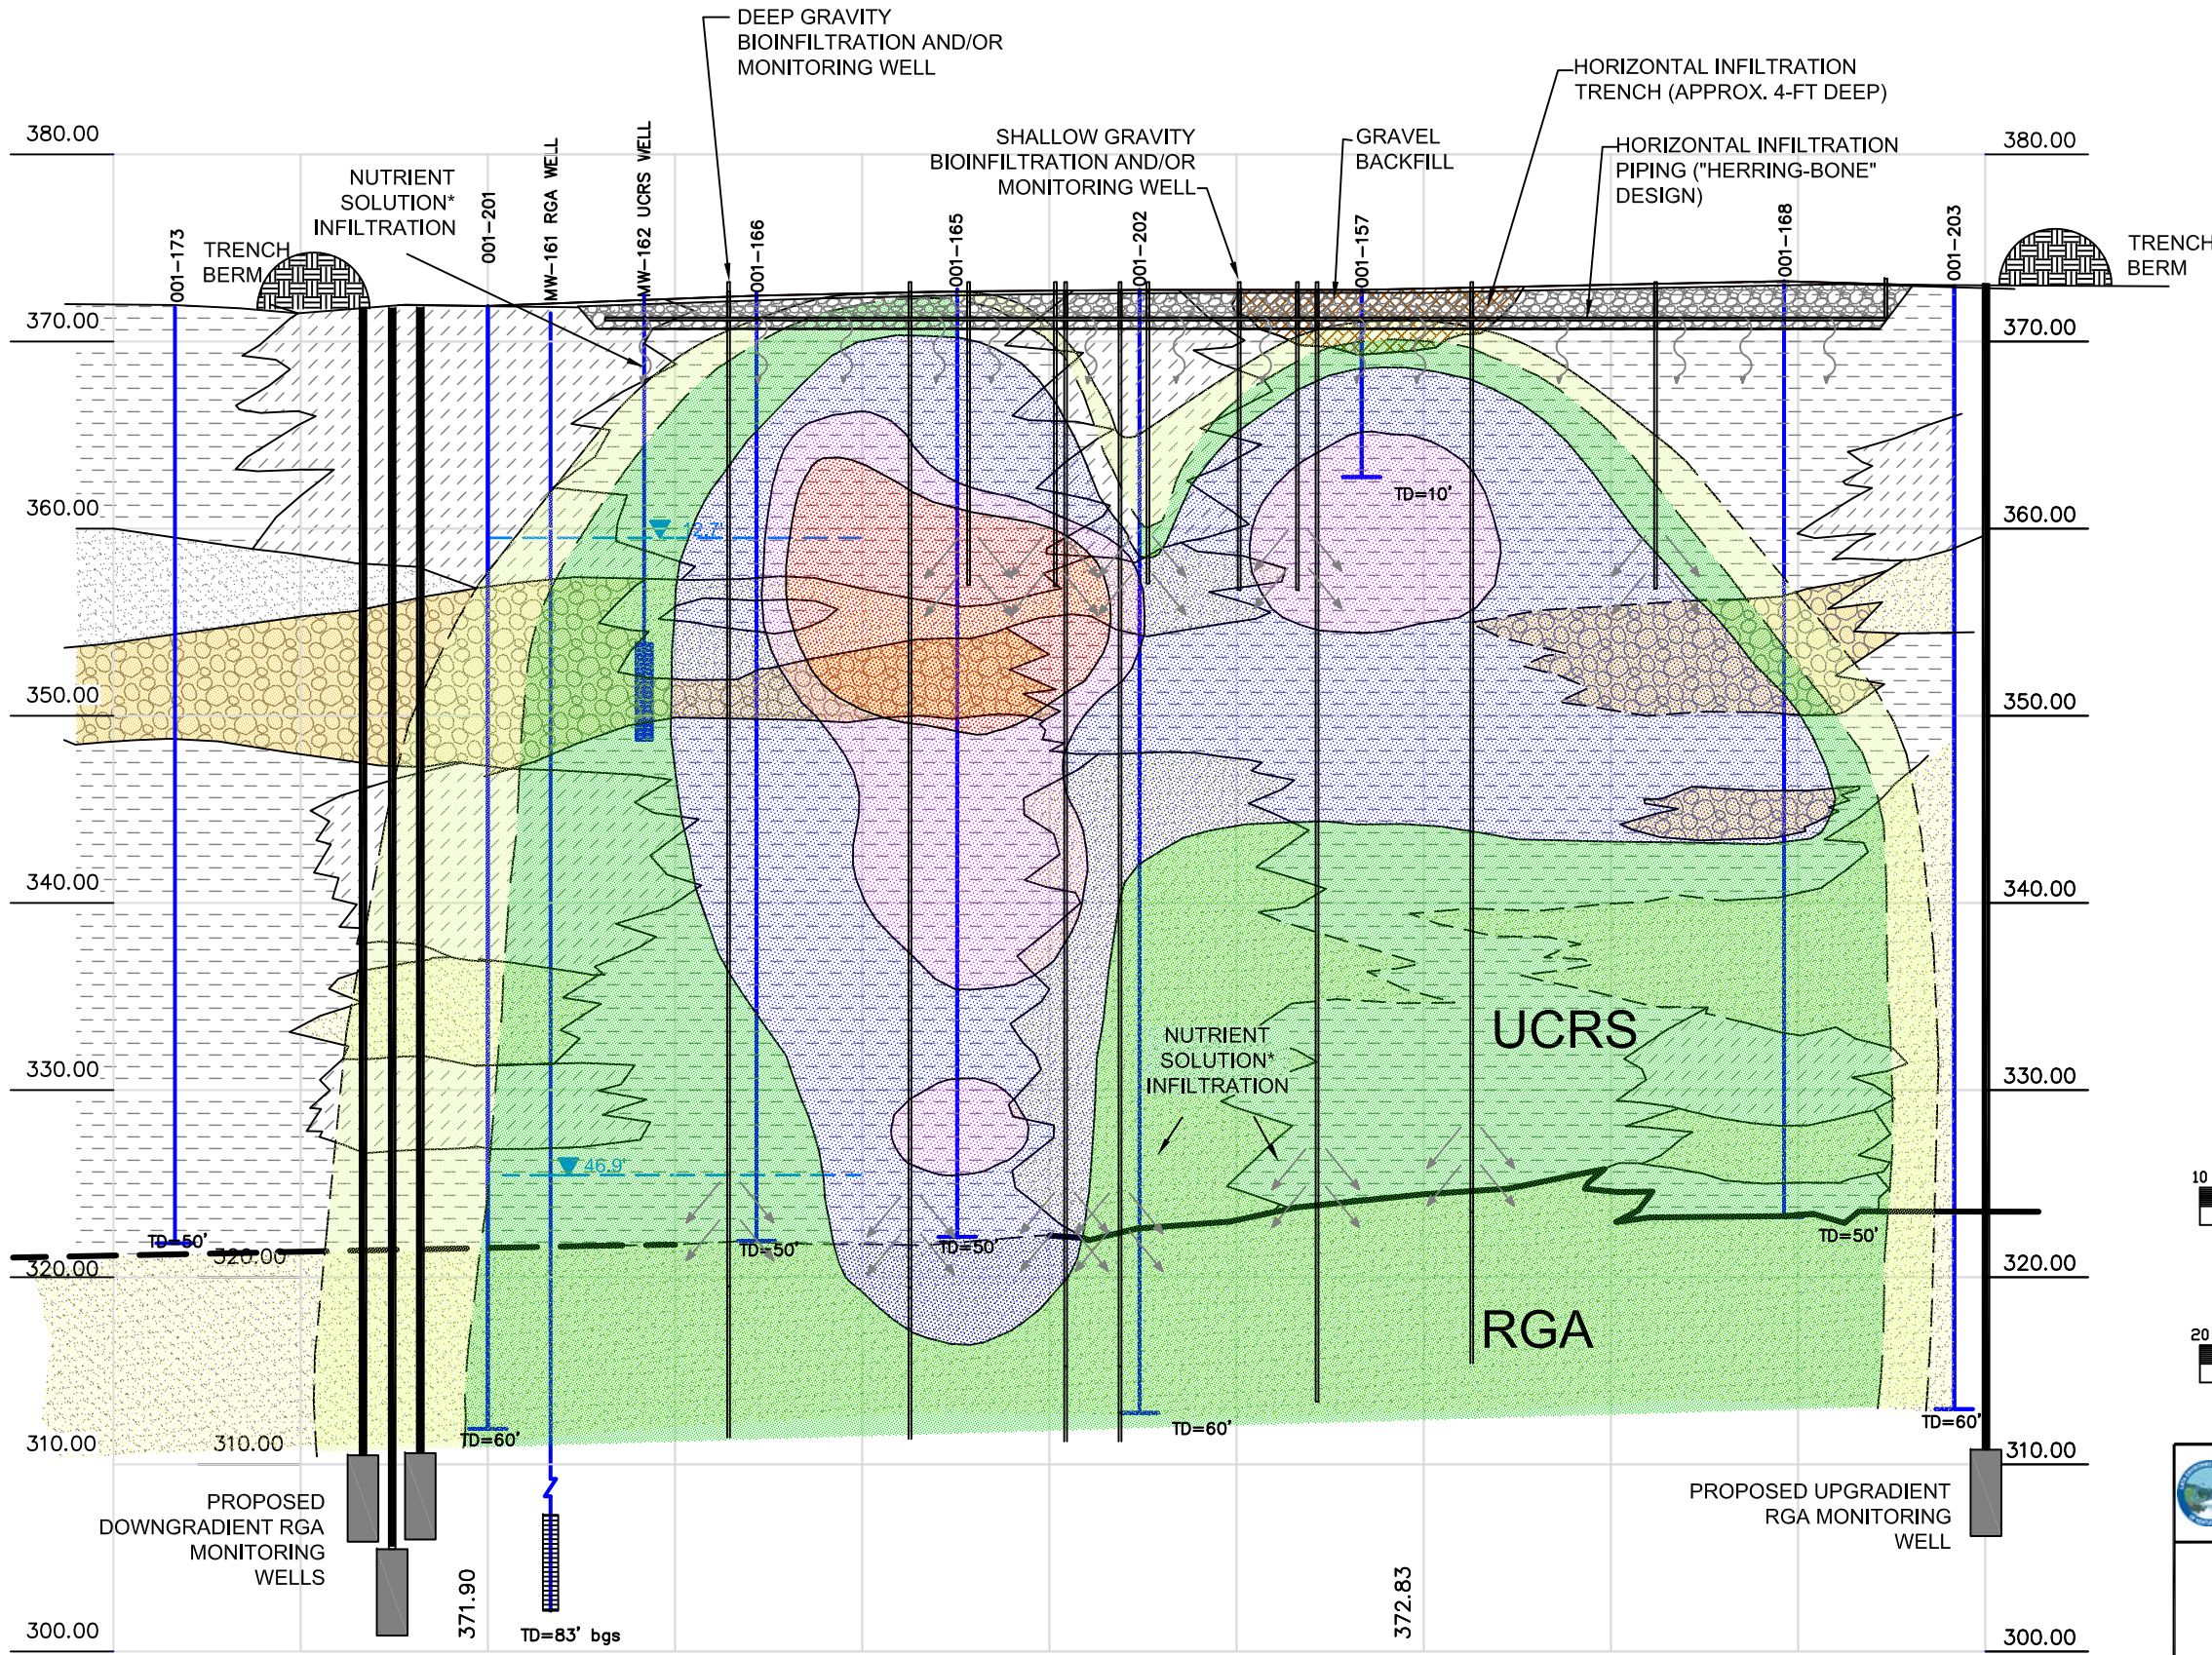 DEEP GRAVITY
BIOINFILTRATION AND/OR
MONITORING WELL
HORIZONTAL INFILTRATION
TRENCH (APPROX. 4-FT DEEP)
SHALLOW GRAVITY
BIOINFILTRATION AND/OR
MONITORING WELL
GRAVEL
BACKFILL
HORIZONTAL INFILTRATION
PIPING ("HERRING-BONE"
DESIGN)
NUTRIENT
SOLUTION*
INFILTRATION
TRENCH
BERM
TRENCH
BERM
001-173
001-201
MW-161 RGA WELL
MW-162 UCRS WELL
001-166
001-165
001-202
001-157
001-168
001-203
380.00
370.00
360.00
350.00
340.00
330.00
320.00
310.00
300.00
380.00
370.00
360.00
350.00
340.00
330.00
320.00
310.00
300.00
320.00
310.00
12.7'
46.9'
TD=10'
NUTRIENT
SOLUTION*
INFILTRATION
UCRS
RGA
TD=50'
TD=50'
TD=50'
TD=50'
TD=60'
TD=60'
TD=60'
TD=83' bgs
PROPOSED
DOWNGRADIENT RGA
MONITORING
WELLS
PROPOSED UPGRADIENT
RGA MONITORING
WELL
371.90
372.83
10
20